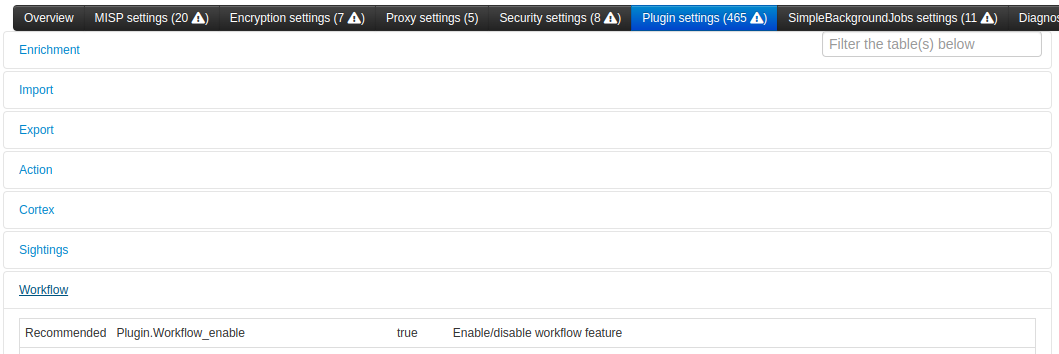 Overview MISP settings (20 ) Encryption settings (7 ) Proxy settings (5) Security settings (8 ) Plugin settings (465 ) SimpleBackgroundJobs settings (11 ) Diagnos
Filter the table(s) below
Enrichment
Import
Export
Action
Cortex
Sightings
Workflow
Recommended Plugin.Workflow_enable true Enable/disable workflow feature